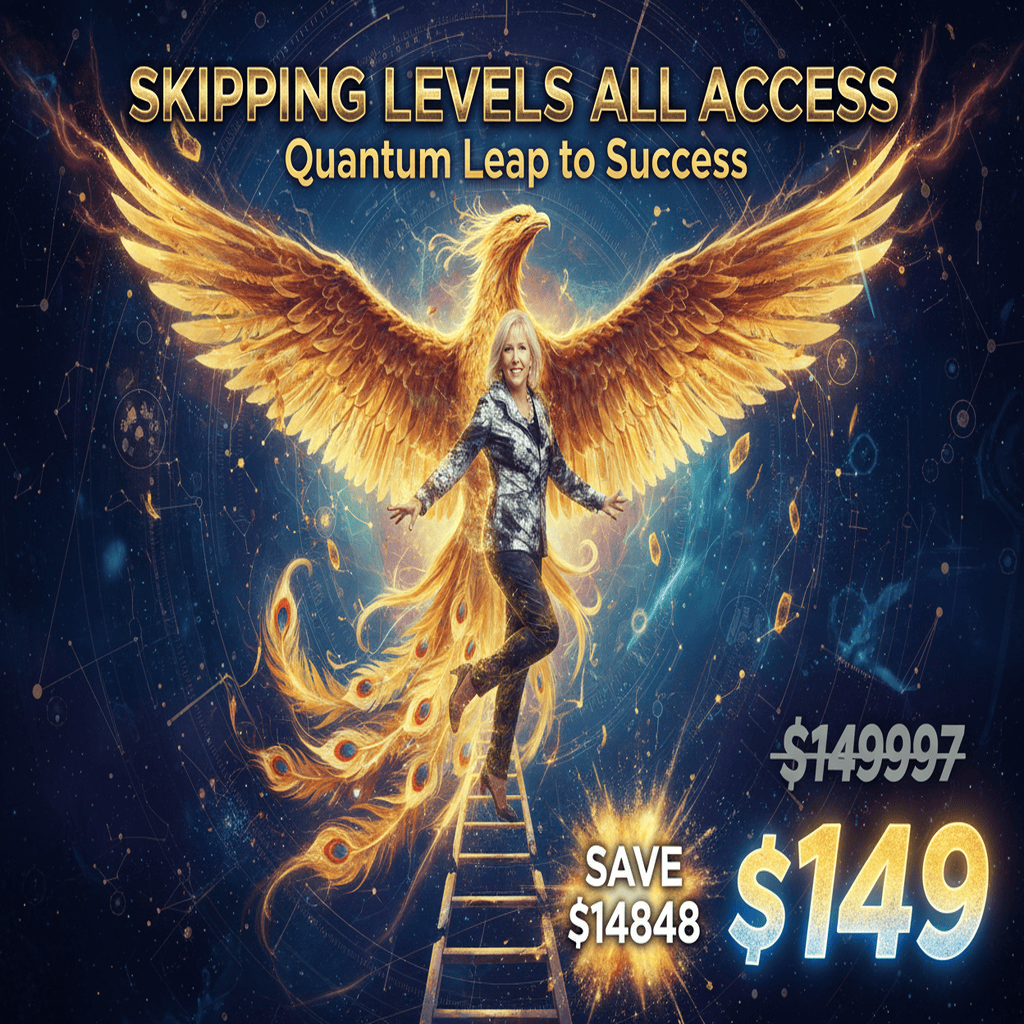 SKIPPING LEVELS ALL ACCESS
Quantum Leap to Success
$149997
SAVE
$14848
$149